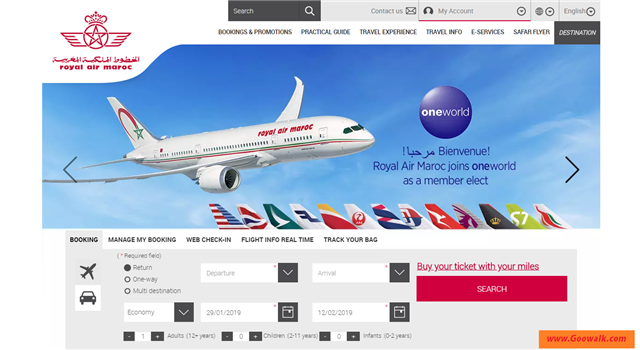 Search
Contact us
My Account
English
BOOKINGS & PROMOTIONS
PRACTICAL GUIDE
TRAVEL EXPERIENCE
TRAVEL INFO
E-SERVICES
SAFAR FLYER
DESTINATION
الخطوط الملكية المغربية
royal air maroc
royal air maroc
oneworld
مرحبا! Bienvenue!
Royal Air Maroc joins oneworld
as a member elect
S7
BOOKING
MANAGE MY BOOKING
WEB CHECK-IN
FLIGHT INFO REAL TIME
TRACK YOUR BAG
( * Required field)
Return
One-way
Multi destination
Departure *
Arrival *
Buy your ticket with your miles
SEARCH
Economy
29/01/2019
12/02/2019
- 1 + Adults (12+ years)
- 0 + Children (2-11 years)
- 0 + Infants (0-2 years)
www.Goewalk.com